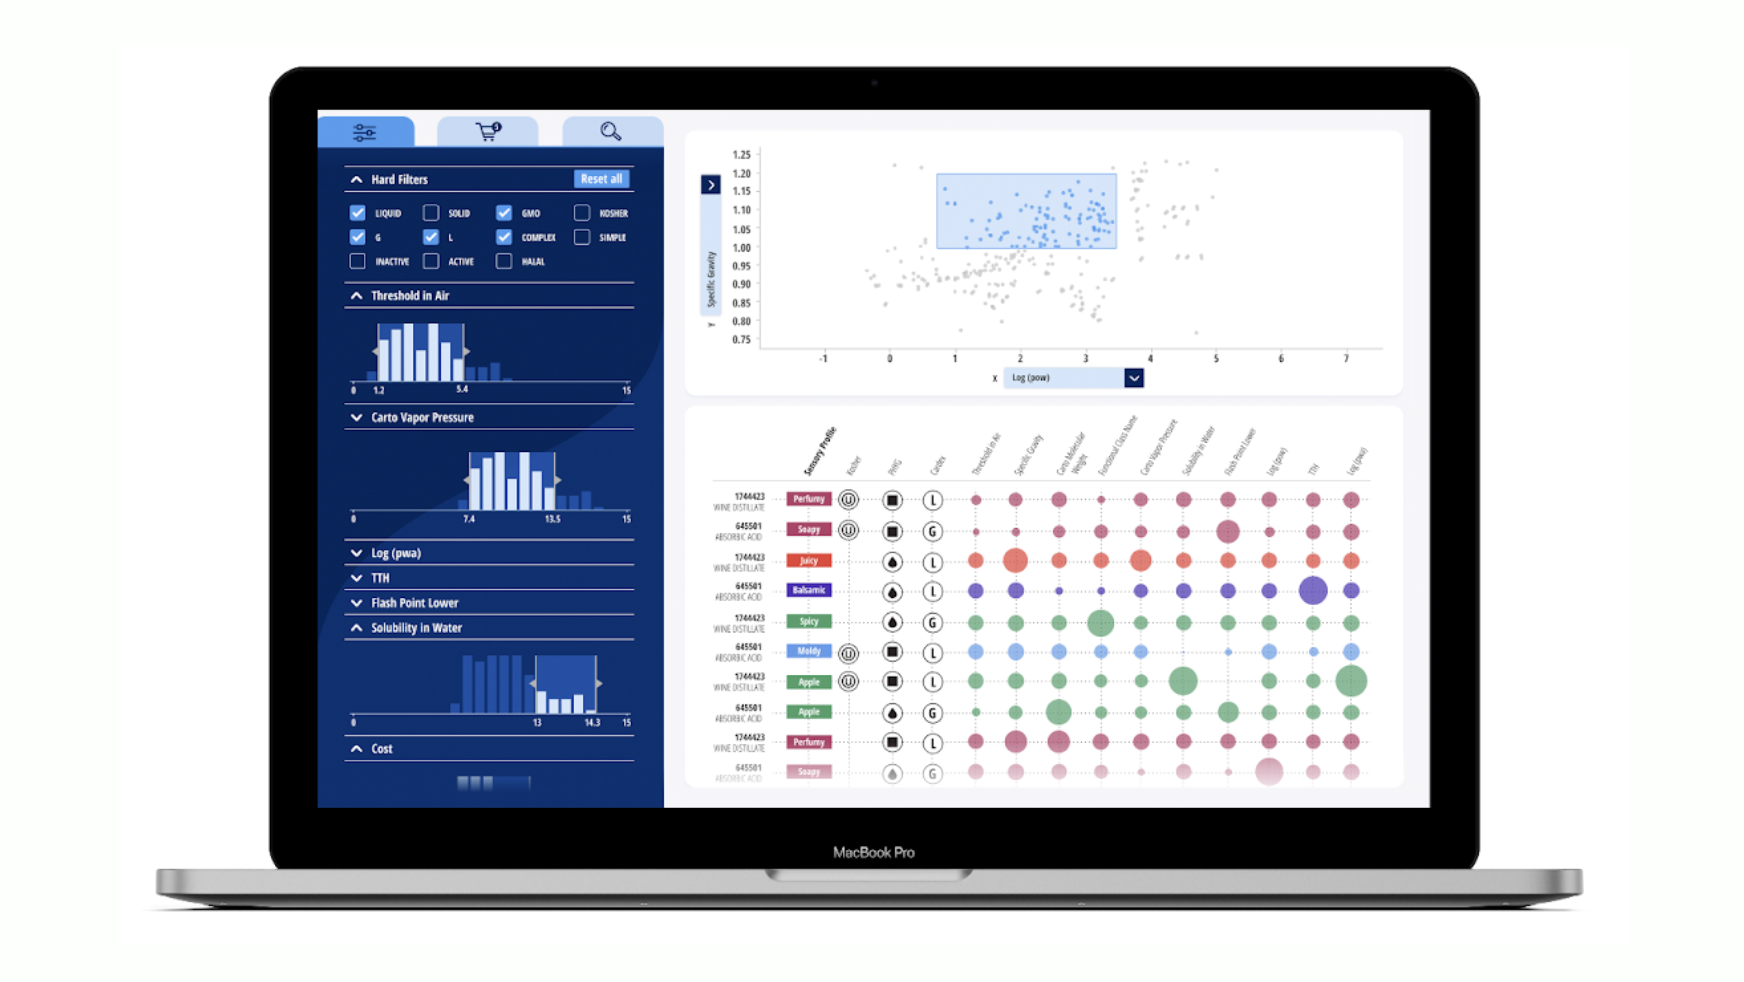 3
Hard Filters Reset all
LIQUID SOLID GMO KOSHER
G L COMPLEX SIMPLE
INACTIVE ACTIVE HALAL
Threshold in Air
0 1.2 5.4 15
Carto Vapor Pressure
0 7.4 13.5 15
Log (pwa)
TTH
Flash Point Lower
Solubility in Water
0 13 14.3 15
Cost
1.25
1.20
1.15
1.10
1.05
1.00
0.95
0.90
0.85
0.80
0.75
Y Specific Gravity
-1 0 1 2 3 4 5 6 7
X Log (pow)
Sensory Profile
Kosher
Cardex
Threshold in Air
Specific Gravity
Carto Molecular
Weight
Functional Class Name
Carto Vapor Pressure
Solubility in Water
Flash Point Lower
Log (pow)
TTH
Log (pwa)
1744423 Perfumy U L
WINE DISTILLATE
645501 Soapy U G
ABSORBIC ACID
1744423 Juicy L
WINE DISTILLATE
645501 Balsamic L
ABSORBIC ACID
1744423 Spicy G
WINE DISTILLATE
645501 Moldy U L
ABSORBIC ACID
1744423 Apple U L
WINE DISTILLATE
645501 Apple G
ABSORBIC ACID
1744423 Perfumy L
WINE DISTILLATE
645501 Soapy G
ABSORBIC ACID
MacBook Pro